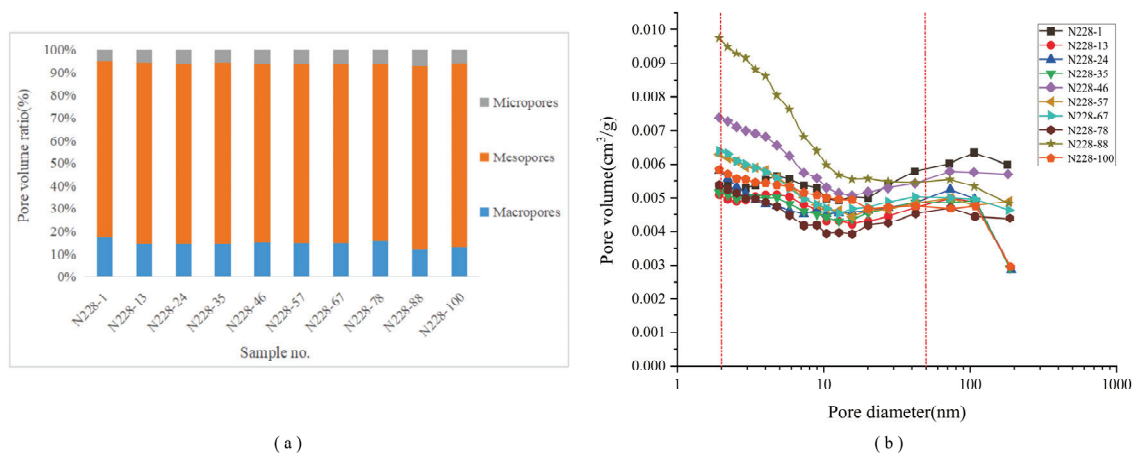 100%
90%
80%
70%
60%
50%
40%
30%
20%
10%
0%
Pore volume ratio(%)
N228-1
N228-13
N228-24
N228-35
N228-46
N228-57
N228-67
N228-78
N228-88
N228-100
Sample no.
Micropores
Mesopores
Macropores
( a )
0.010
0.009
0.008
0.007
0.006
0.005
0.004
0.003
0.002
0.001
0.000
Pore volume(cm³/g)
1
10
100
1000
Pore diameter(nm)
N228-1
N228-13
N228-24
N228-35
N228-46
N228-57
N228-67
N228-78
N228-88
N228-100
( b )